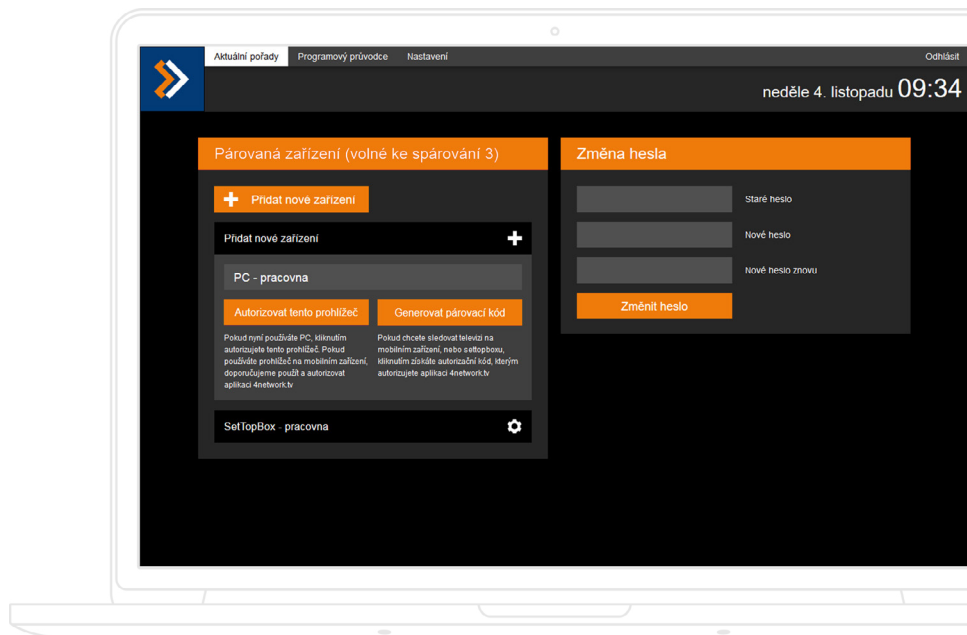 Aktuální pořady Programový průvodce Nastavení Odhlásit
neděle 4. listopadu 09:34
Párovaná zařízení (volné ke spárování 3)
Přidat nové zařízení
Přidat nové zařízení
PC - pracovna
Autorizovat tento prohlížeč
Pokud nyní používáte PC, kliknutím
autorizujete tento prohlížeč. Pokud
používáte prohlížeč na mobilním zařízení,
doporučujeme použít a autorizovat
aplikaci 4network.tv
Generovat párovací kód
Pokud chcete sledovat televizi na
mobilním zařízení, nebo settopboxu,
kliknutím získáte autorizační kód, kterým
autorizujete aplikaci 4network.tv
SetTopBox - pracovna
Změna hesla
Staré heslo
Nové heslo
Nové heslo znovu
Změnit heslo